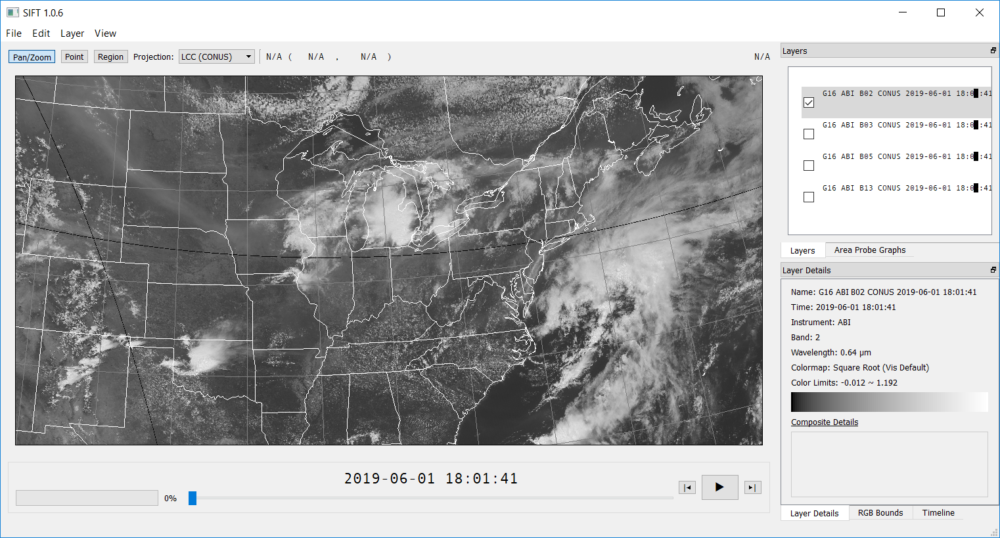 SIFT 1.0.6
File Edit Layer View
Pan/Zoom Point Region Projection: LCC (CONUS) N/A ( N/A , N/A ) N/A
Layers
G16 ABI B02 CONUS 2019-06-01 18:0 :41
G16 ABI B03 CONUS 2019-06-01 18:0 :41
G16 ABI B05 CONUS 2019-06-01 18:0 :41
G16 ABI B13 CONUS 2019-06-01 18:0 :41
Layers Area Probe Graphs
Layer Details
Name: G16 ABI B02 CONUS 2019-06-01 18:01:41
Time: 2019-06-01 18:01:41
Instrument: ABI
Band: 2
Wavelength: 0.64 µm
Colormap: Square Root (Vis Default)
Color Limits: -0.012 ~ 1.192
Composite Details
Layer Details RGB Bounds Timeline
2019-06-01 18:01:41
0%